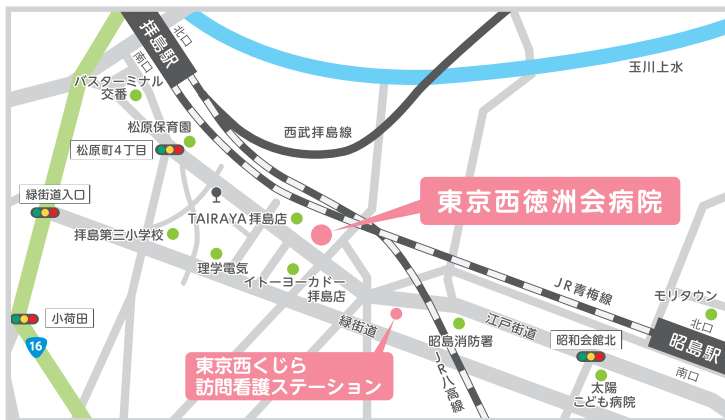 拝島駅
北口
南口
バスターミナル
交番
玉川上水
松原保育園
西武拝島線
松原町4丁目
緑街道入口
東京西徳洲会病院
TAIRAYA拝島店
拝島第三小学校
理学電気
イトーヨーカドー
拝島店
JR青梅線
モリタウン
北口
小荷田
緑街道
昭島消防署
江戸街道
昭和会館北
昭島駅
16
東京西くじら
訪問看護ステーション
JR八高線
南口
太陽
こども病院